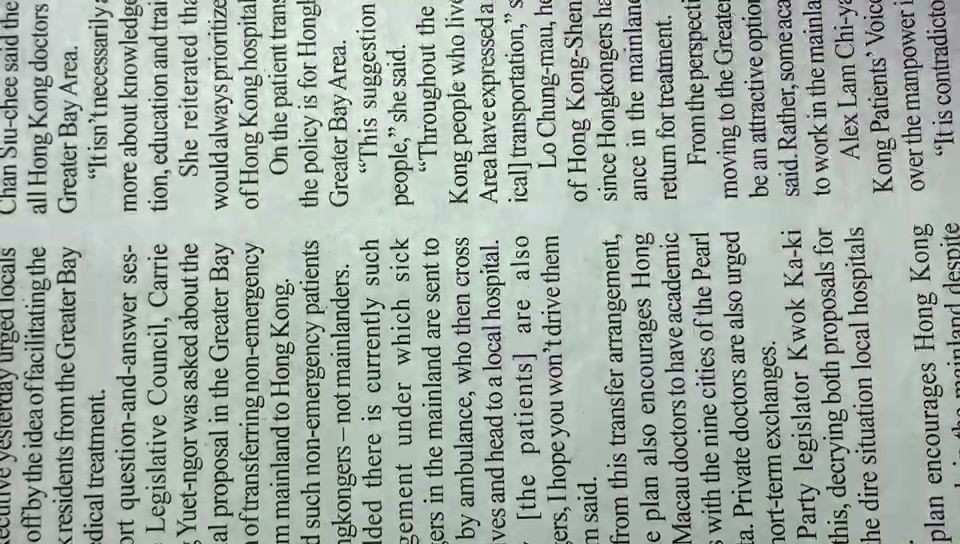 ecutive yesterday urged locals
off by the idea of facilitating the
residents from the Greater Bay
dical treatment.
ort question-and-answer ses-
Legislative Council, Carrie
Yuet-ngor was asked about the
al proposal in the Greater Bay
of transferring non-emergency
m mainland to Hong Kong.
d such non-emergency patients
ngkongers – not mainlanders.
lded there is currently such
gement under which sick
gers in the mainland are sent to
by ambulance, who then cross
ves and head to a local hospital.
[the patients] are also
gers, I hope you won't drive them
m said.
from this transfer arrangement,
e plan also encourages Hong
Macau doctors to have academic
s with the nine cities of the Pearl
ta. Private doctors are also urged
hort-term exchanges.
Party legislator Kwok Ka-ki
this, decrying both proposals for
he dire situation local hospitals
plan encourages Hong Kong
mainland despite
Chan Siu-chee said the
all Hong Kong doctors
Greater Bay Area.
"It isn't necessarily a
more about knowledge
tion, education and trai
She reiterated tha
would always prioritize
of Hong Kong hospital
On the patient trans
the policy is for Hongk
Greater Bay Area.
"This suggestion
people," she said.
"Throughout the
Kong people who live
Area have expressed a
ical] transportation," s
Lo Chung-mau, he
of Hong Kong-Shen
since Hongkongers ha
ance in the mainland
return for treatment.
From the perspecti
moving to the Greater
be an attractive option
said. Rather, some aca
to work in the mainla
Alex Lam Chi-ya
Kong Patients' Voice
over the manpower i
"It is contradicto